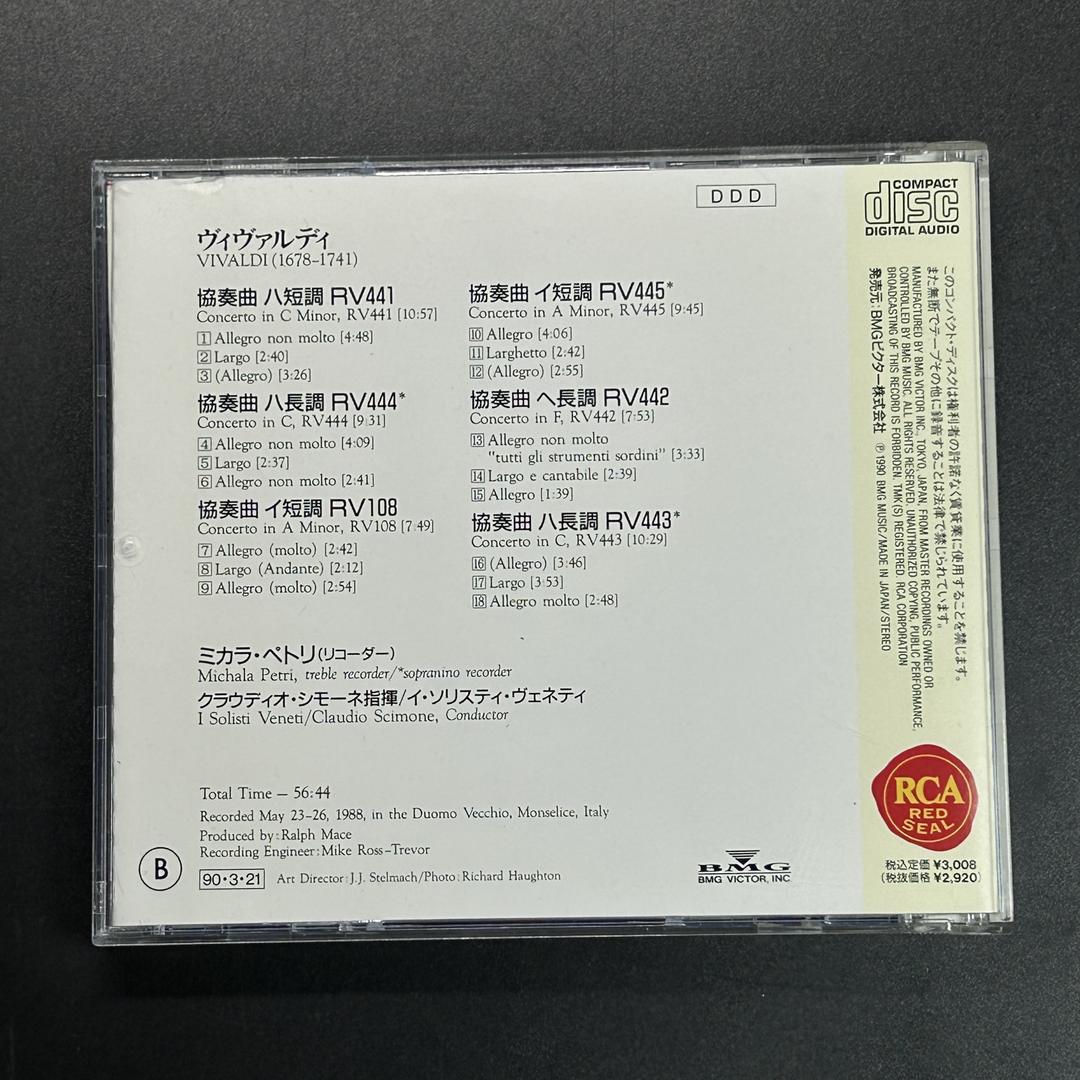 DDD
COMPACT
disc
DIGITAL AUDIO
ヴィヴァルディ
VIVALDI (1678-1741)
協奏曲 ハ短調 RV441
Concerto in C Minor, RV441 [10:57]
1 Allegro non molto [4:48]
2 Largo [2:40]
3 (Allegro) [3:26]
協奏曲 ハ長調 RV444*
Concerto in C, RV444 [9:31]
4 Allegro non molto [4:09]
5 Largo [2:37]
6 Allegro non molto [2:41]
協奏曲 イ短調 RV108
Concerto in A Minor, RV108 [7:49]
7 Allegro (molto) [2:42]
8 Largo (Andante) [2:12]
9 Allegro (molto) [2:54]
協奏曲 イ短調 RV445*
Concerto in A Minor, RV445 [9:45]
10 Allegro [4:06]
11 Larghetto [2:42]
12 (Allegro) [2:55]
協奏曲 ヘ長調 RV442
Concerto in F, RV442 [7:53]
13 Allegro non molto
"tutti gli strumenti sordini" [3:33]
14 Largo e cantabile [2:39]
15 Allegro [1:39]
協奏曲 ハ長調 RV443*
Concerto in C, RV443 [10:29]
16 (Allegro) [3:46]
17 Largo [3:53]
18 Allegro molto [2:48]
ミカラ・ペトリ(リコーダー)
Michala Petri, treble recorder/*sopranino recorder
クラウディオ・シモーネ指揮/イ・ソリスティ・ヴェネティ
I Solisti Veneti/Claudio Scimone, Conductor
Total Time — 56:44
Recorded May 23-26, 1988, in the Duomo Vecchio, Monselice, Italy
Produced by:Ralph Mace
Recording Engineer:Mike Ross-Trevor
B
90・3・21
Art Director:J.J. Stelmach/Photo:Richard Haughton
BMG
BMG VICTOR, INC.
このコンパクト・ディスクは権利者の許諾なく賃貸業に使用することを禁じます。
また無断でテープその他に録音することは法律で禁じられています。
MANUFACTURED BY BMG VICTOR INC., TOKYO, JAPAN, FROM MASTER RECORDINGS OWNED OR
CONTROLLED BY BMG MUSIC. ALL RIGHTS RESERVED, UNAUTHORIZED COPYING, PUBLIC PERFORMANCE,
BROADCASTING OF THIS RECORD IS FORBIDDEN. TMK(S) REGISTERED. RCA CORPORATION
発売元:BMGビクター株式会社 Ⓟ 1990 BMG MUSIC/MADE IN JAPAN/STEREO
RCA
RED
SEAL
税込定価 ¥3,008
(税抜価格 ¥2,920)